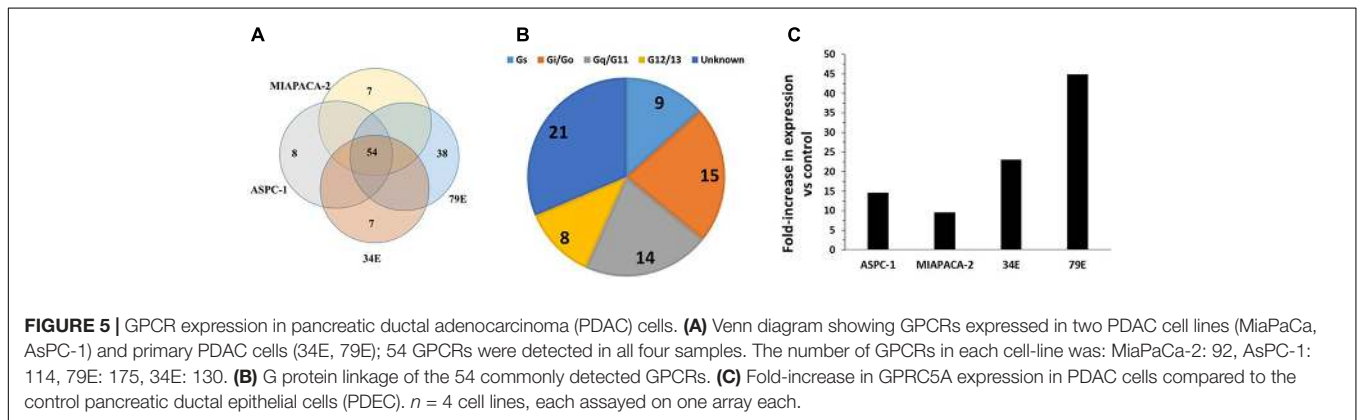 A
MIAPACA-2
7
8
54
38
ASPC-1
79E
7
34E
B
Gs Gi/Go Gq/G11 G12/13 Unknown
9
21
15
8
14
C
Fold-increase in expression
vs control
50
45
40
35
30
25
20
15
10
5
0
ASPC-1 MIAPACA-2 34E 79E
FIGURE 5 | GPCR expression in pancreatic ductal adenocarcinoma (PDAC) cells. (A) Venn diagram showing GPCRs expressed in two PDAC cell lines (MiaPaCa,
AsPC-1) and primary PDAC cells (34E, 79E); 54 GPCRs were detected in all four samples. The number of GPCRs in each cell-line was: MiaPaCa-2: 92, AsPC-1:
114, 79E: 175, 34E: 130. (B) G protein linkage of the 54 commonly detected GPCRs. (C) Fold-increase in GPRC5A expression in PDAC cells compared to the
control pancreatic ductal epithelial cells (PDEC). n = 4 cell lines, each assayed on one array each.